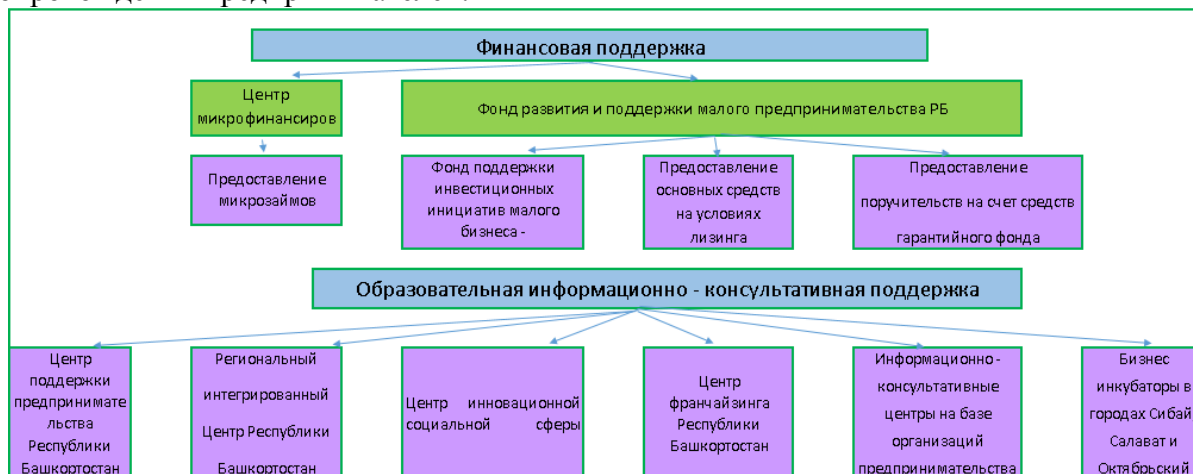 Финансовая поддержка
Центр
микрофинансиров
Фонд развития и поддержки малого предпринимательства РБ
Предоставление
микрозаймов
Фонд поддержки
инвестиционных
инициатив малого
бизнеса -
Предоставление
основных средств
на условиях
лизинга
Предоставление
поручительств на счет средств
гарантийного фонда
Образовательная информационно - консультативная поддержка
Центр
поддержки
предпринимате
льства
Республики
Башкортостан
Региональный
интегрированный
Центр Республики
Башкортостан
Центр инновационной
социальной сферы
Центр
франчайзинга
Республики
Башкортостан
Информационно -
консультативные
центры на базе
организаций
предпринимательства
Бизнес
инкубаторы в
городах Сибай
Салават и
Октябрьский